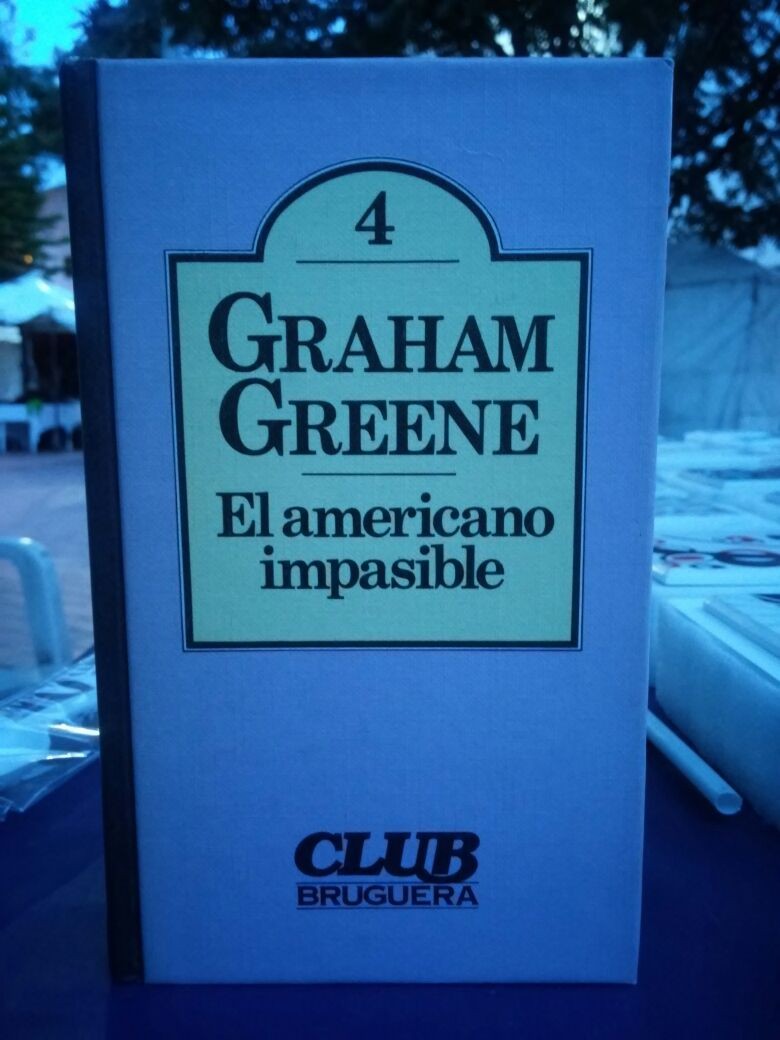 4
GRAHAM
GREENE
El americano
impasible
CLUB
BRUGUERA